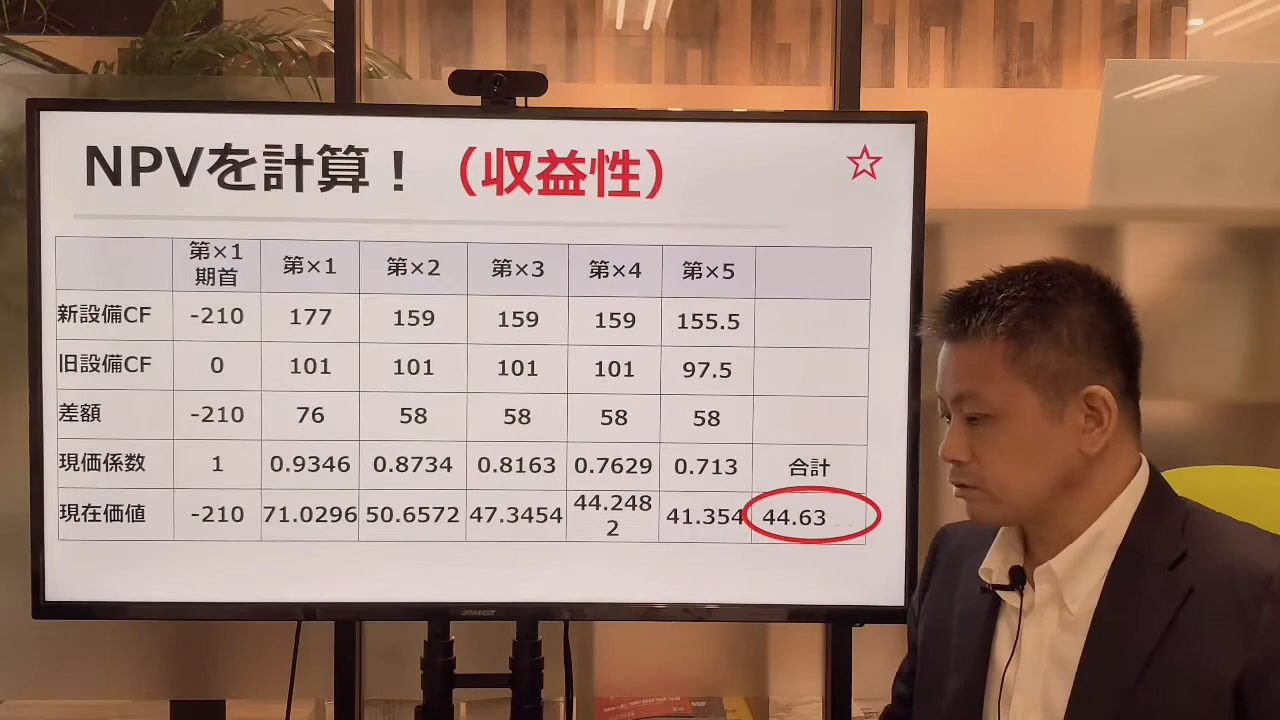 NPVを計算！（収益性）
☆
第×1期首 第×1 第×2 第×3 第×4 第×5
新設備CF -210 177 159 159 159 155.5
旧設備CF 0 101 101 101 101 97.5
差額 -210 76 58 58 58 58
現価係数 1 0.9346 0.8734 0.8163 0.7629 0.713 合計
現在価値 -210 71.0296 50.6572 47.3454 44.2482 41.354 44.63